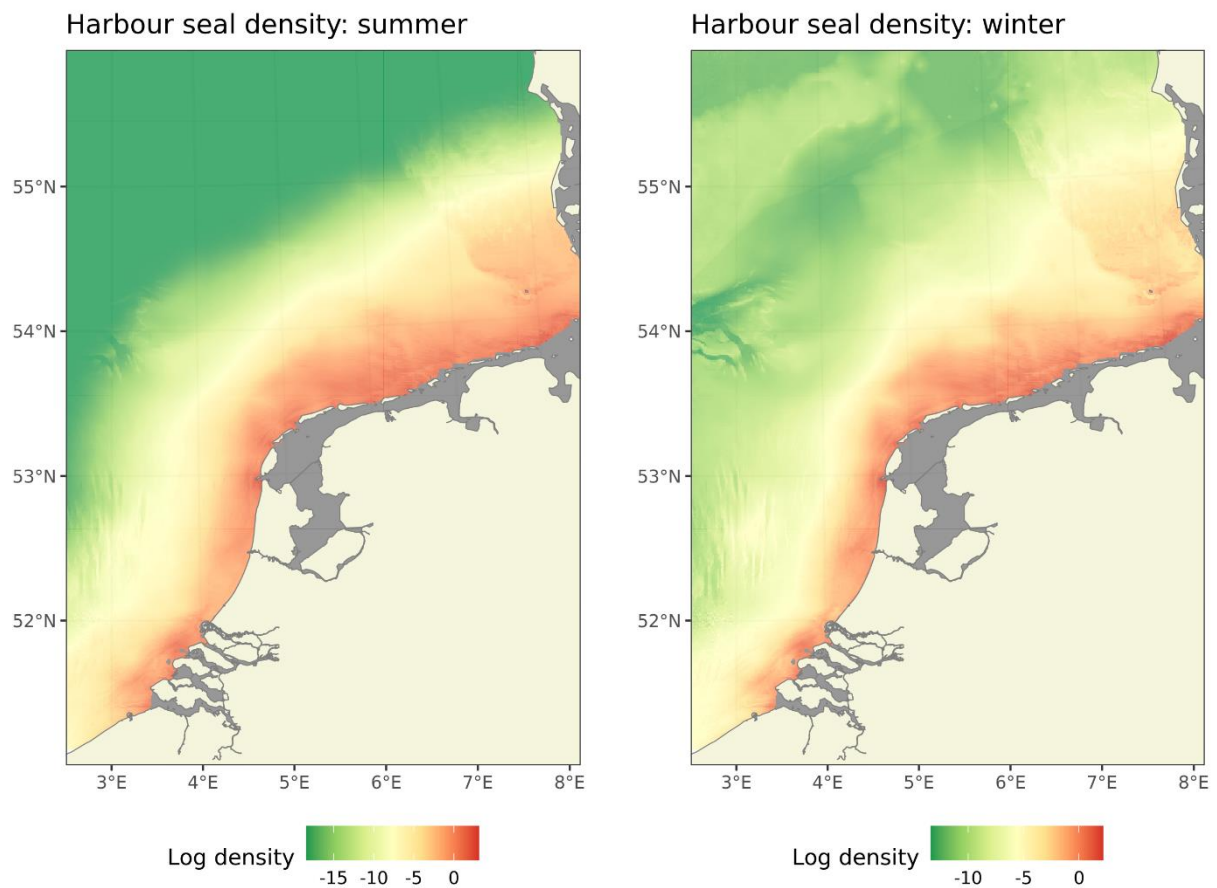 Harbour seal density: summer
55°N
54°N
53°N
52°N
3°E 4°E 5°E 6°E 7°E 8°E
Log density
-15 -10 -5 0
Harbour seal density: winter
55°N
54°N
53°N
52°N
3°E 4°E 5°E 6°E 7°E 8°E
Log density
-10 -5 0